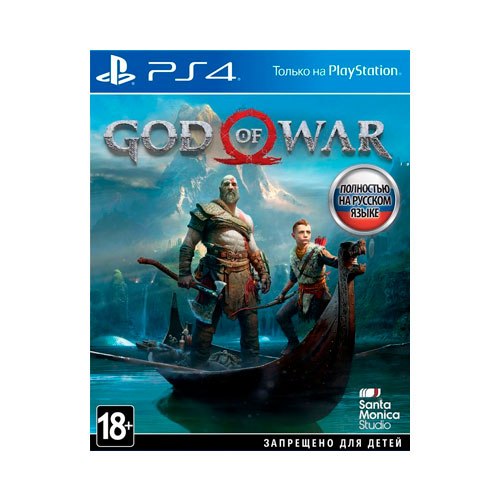 PS4
Только на PlayStation®
GOD OF WAR
ПОЛНОСТЬЮ
НА РУССКОМ
ЯЗЫКЕ
Santa
Monica
Studio
18+
ЗАПРЕЩЕНО ДЛЯ ДЕТЕЙ